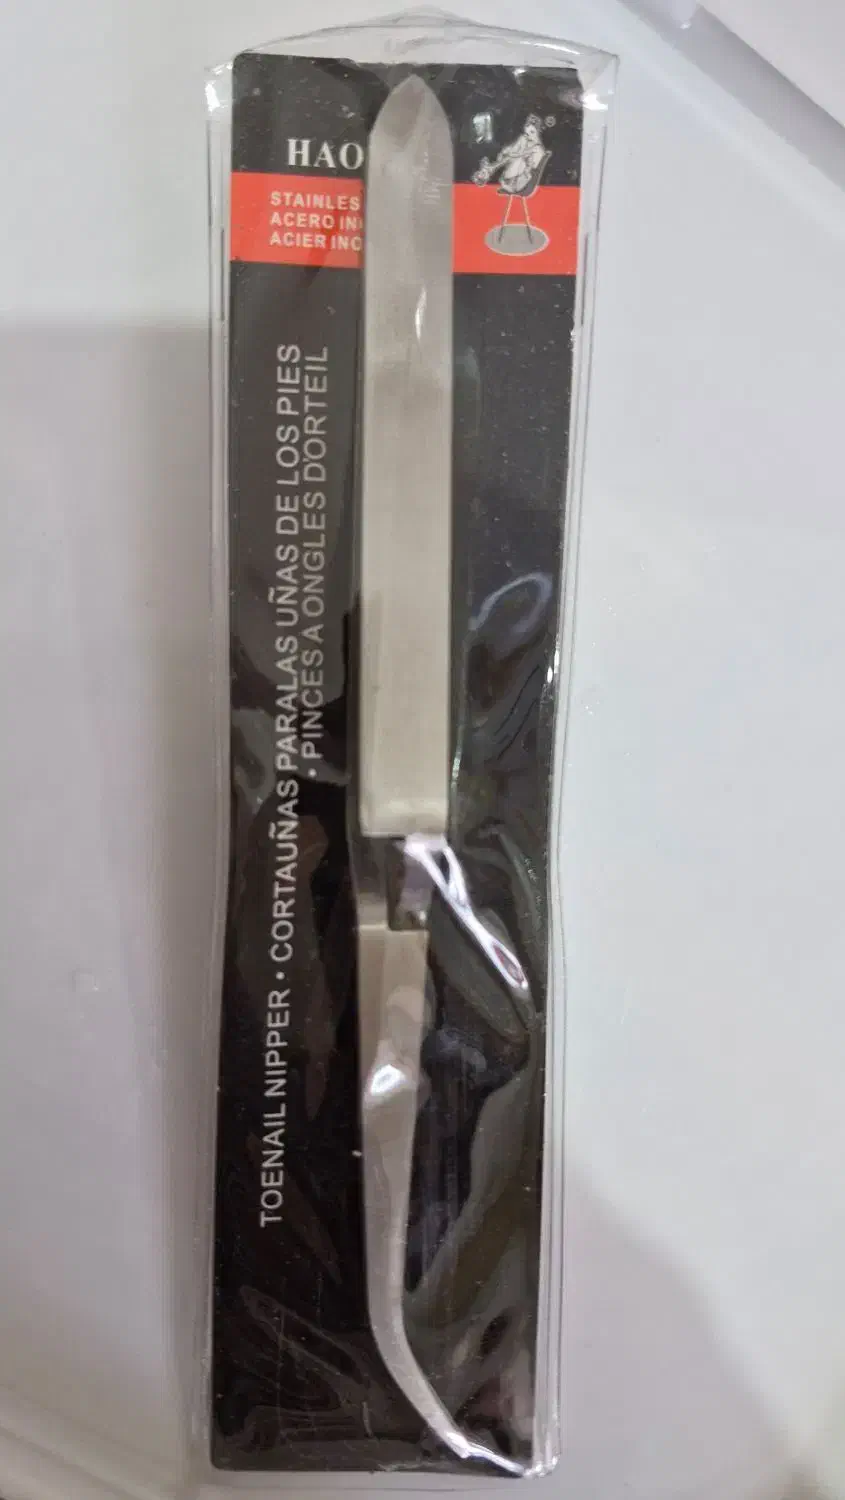 HAO
STAINLES
ACERO IN
ACIER INO
TOENAIL NIPPER • CORTAUÑAS PARALAS UÑAS DE LOS PIES
• PINCES A ONGLES D'ORTEIL
®